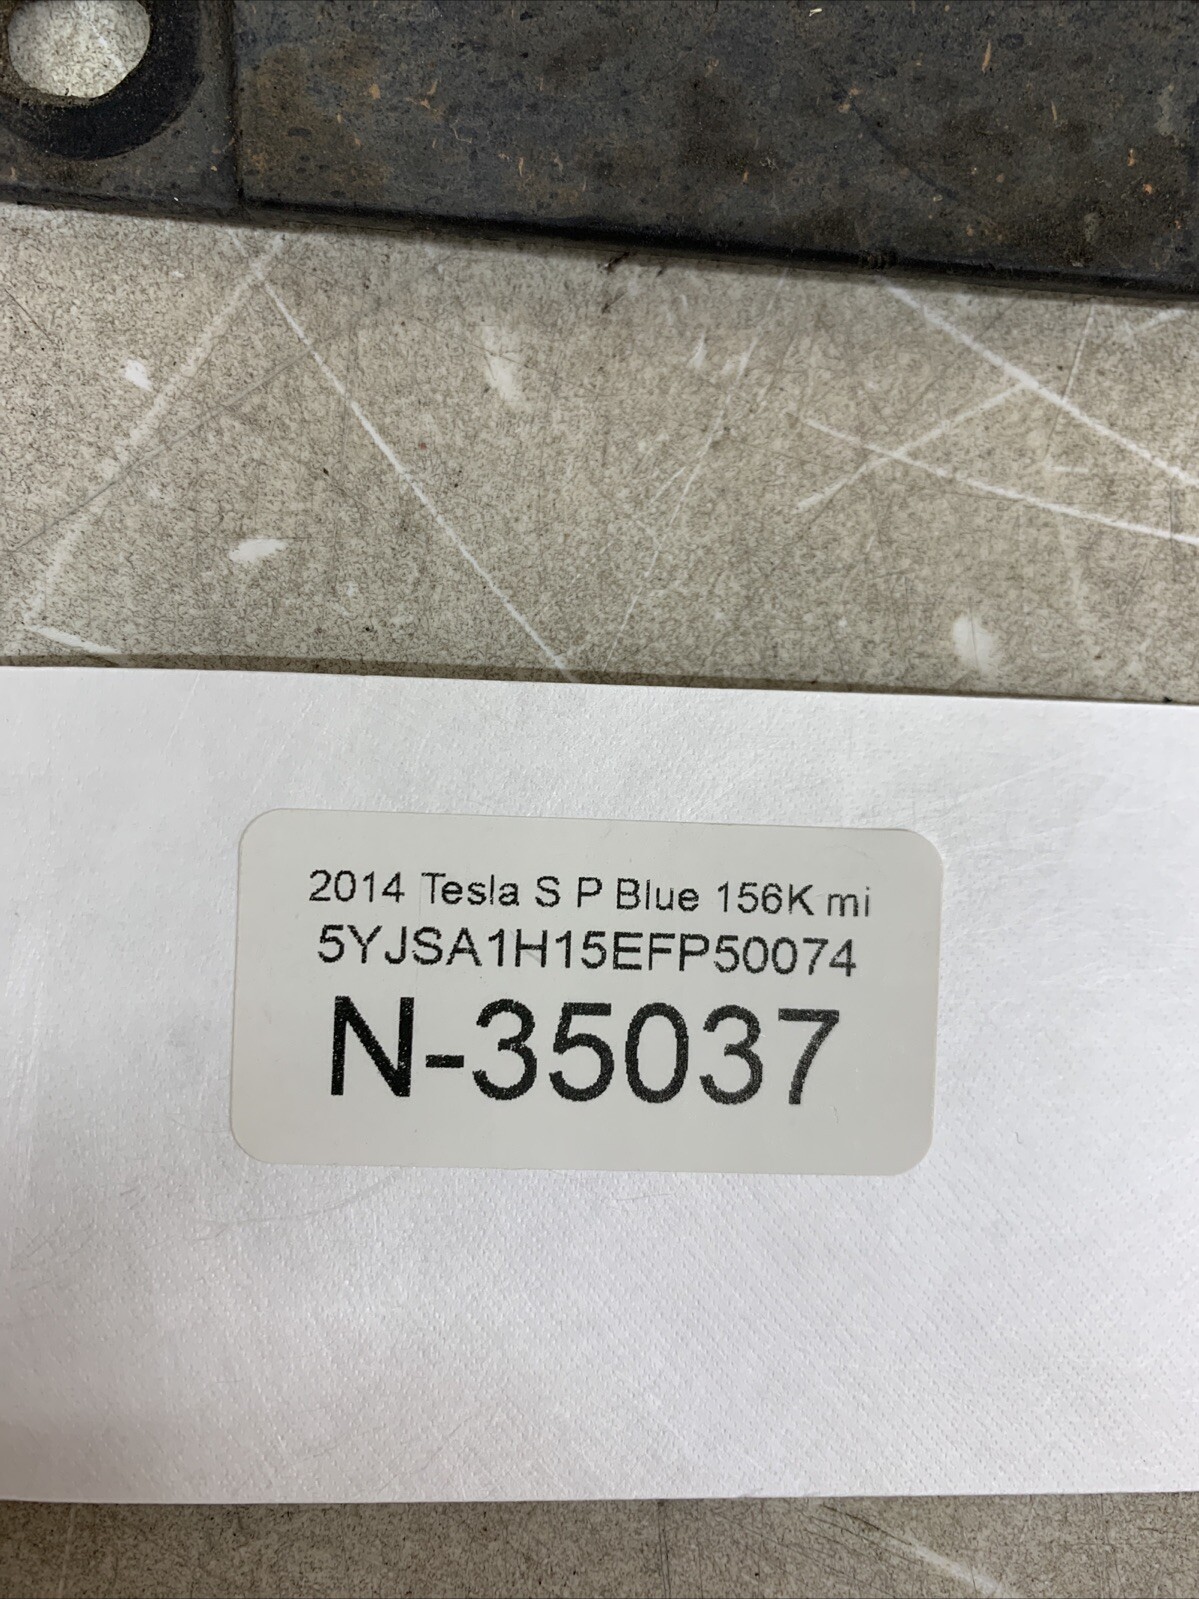 2014 Tesla S P Blue 156K mi
5YJSA1H15EFP50074
N-35037